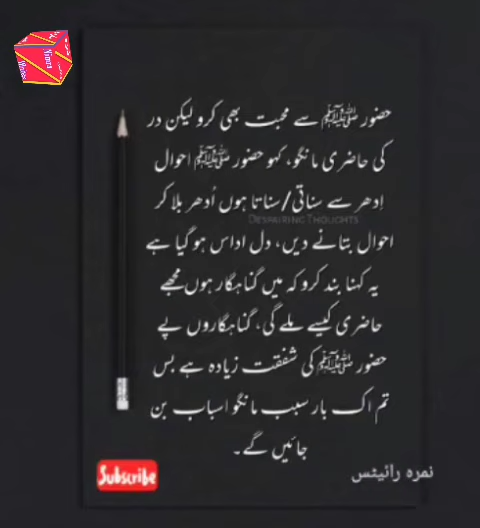 حضور ﷺ سے محبت بھی کرو لیکن در
کی حاضری مانگو، کہو حضور ﷺ احوال
اِدھر سے سناتی/سناتا ہوں اُدھر بلا کر
DESPAIRING THOUGHTS
احوال بتانے دیں، دل اداس ہو گیا ہے
یہ کہنا بند کرو کہ میں گناہگار ہوں مجھے
حاضری کیسے ملے گی، گناہگاروں پے
حضور ﷺ کی شفقت زیادہ ہے بس
تم اک بار سبب مانگو اسباب بن
جائیں گے۔
Subscribe
نمرہ رائیٹس